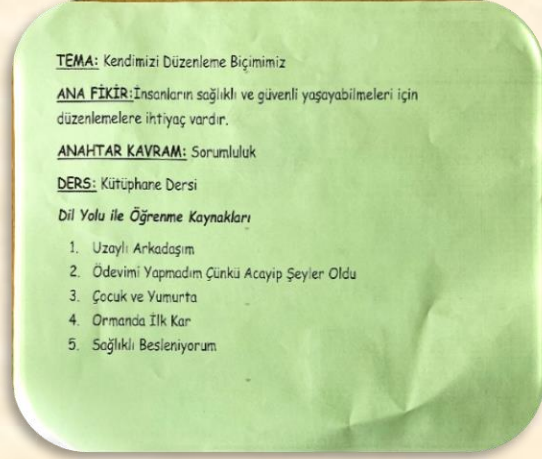 TEMA: Kendimizi Düzenleme Biçimimiz
ANA FİKİR:İnsanların sağlıklı ve güvenli yaşayabilmeleri için
düzenlemelere ihtiyaç vardır.
ANAHTAR KAVRAM: Sorumluluk
DERS: Kütüphane Dersi
Dil Yolu ile Öğrenme Kaynakları
1. Uzaylı Arkadaşım
2. Ödevimi Yapmadım Çünkü Acayip Şeyler Oldu
3. Çocuk ve Yumurta
4. Ormanda İlk Kar
5. Sağlıklı Besleniyorum